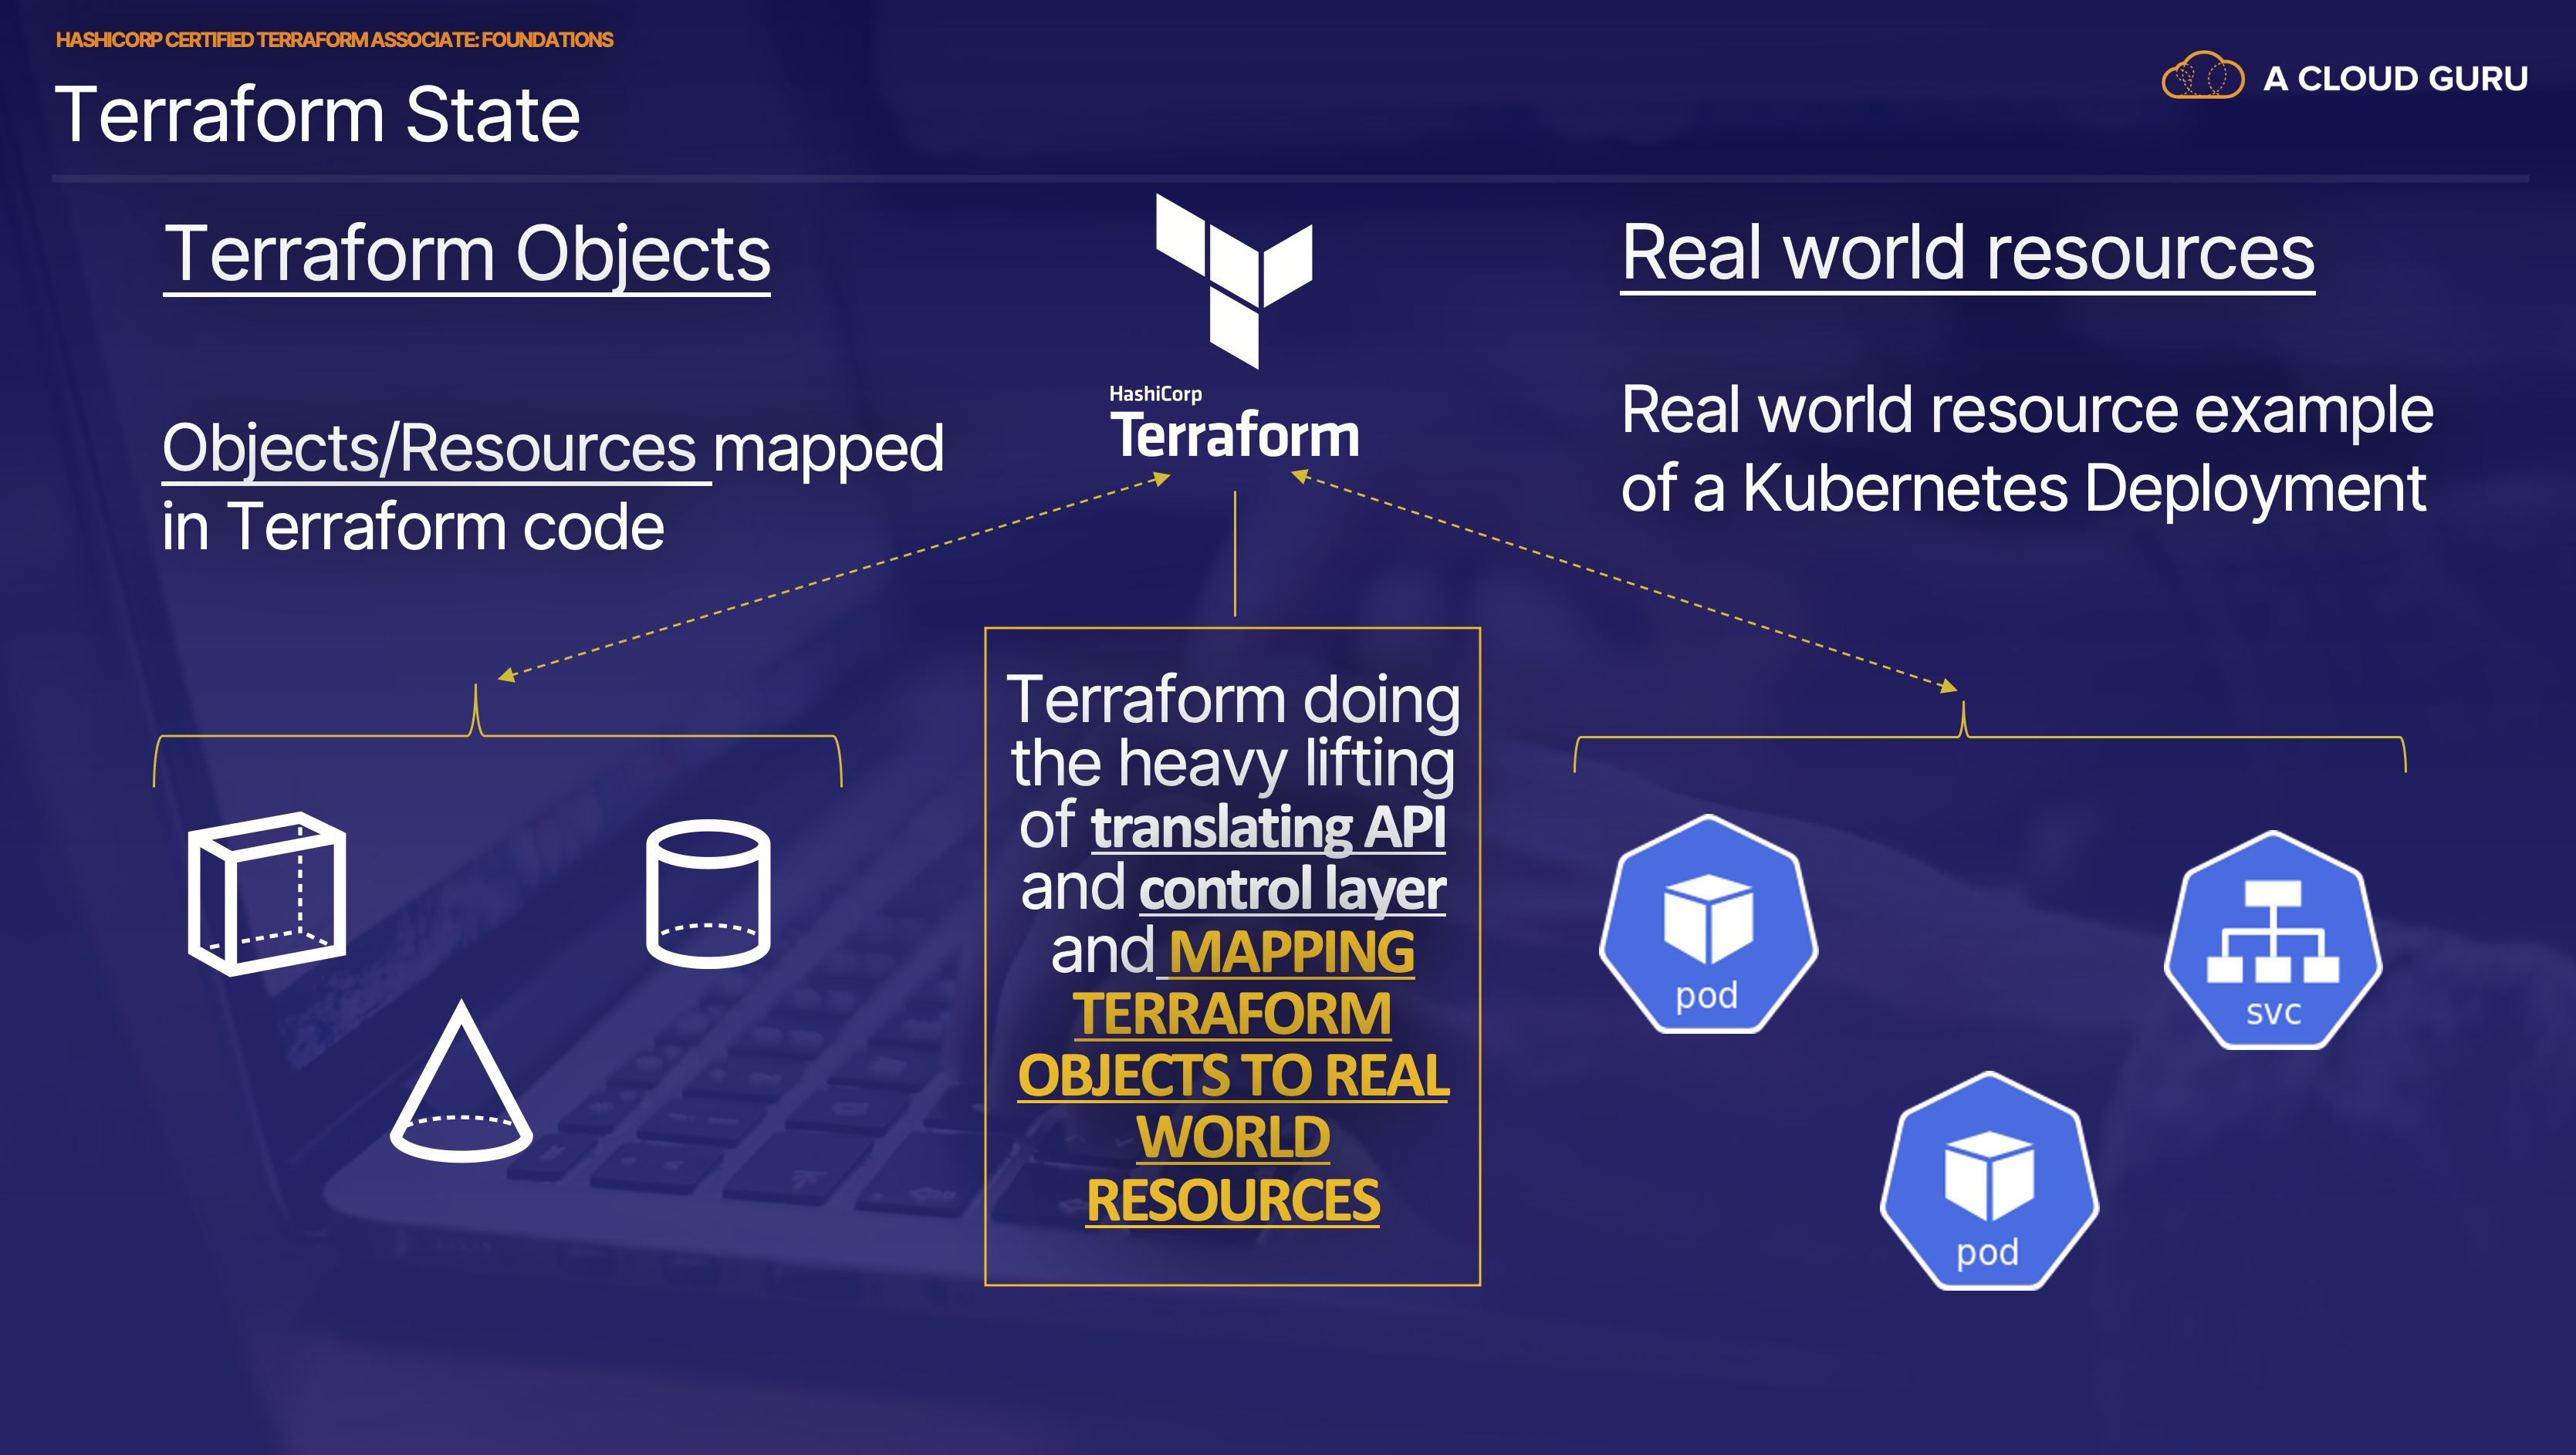 HASHICORP CERTIFIED TERRAFORM ASSOCIATE: FOUNDATIONS
Terraform State
A CLOUD GURU
Terraform Objects
Objects/Resources mapped
in Terraform code
HashiCorp
Terraform
Real world resources
Real world resource example
of a Kubernetes Deployment
Terraform doing
the heavy lifting
of translating API
and control layer
and MAPPING
TERRAFORM
OBJECTS TO REAL
WORLD
RESOURCES
pod
svc
pod